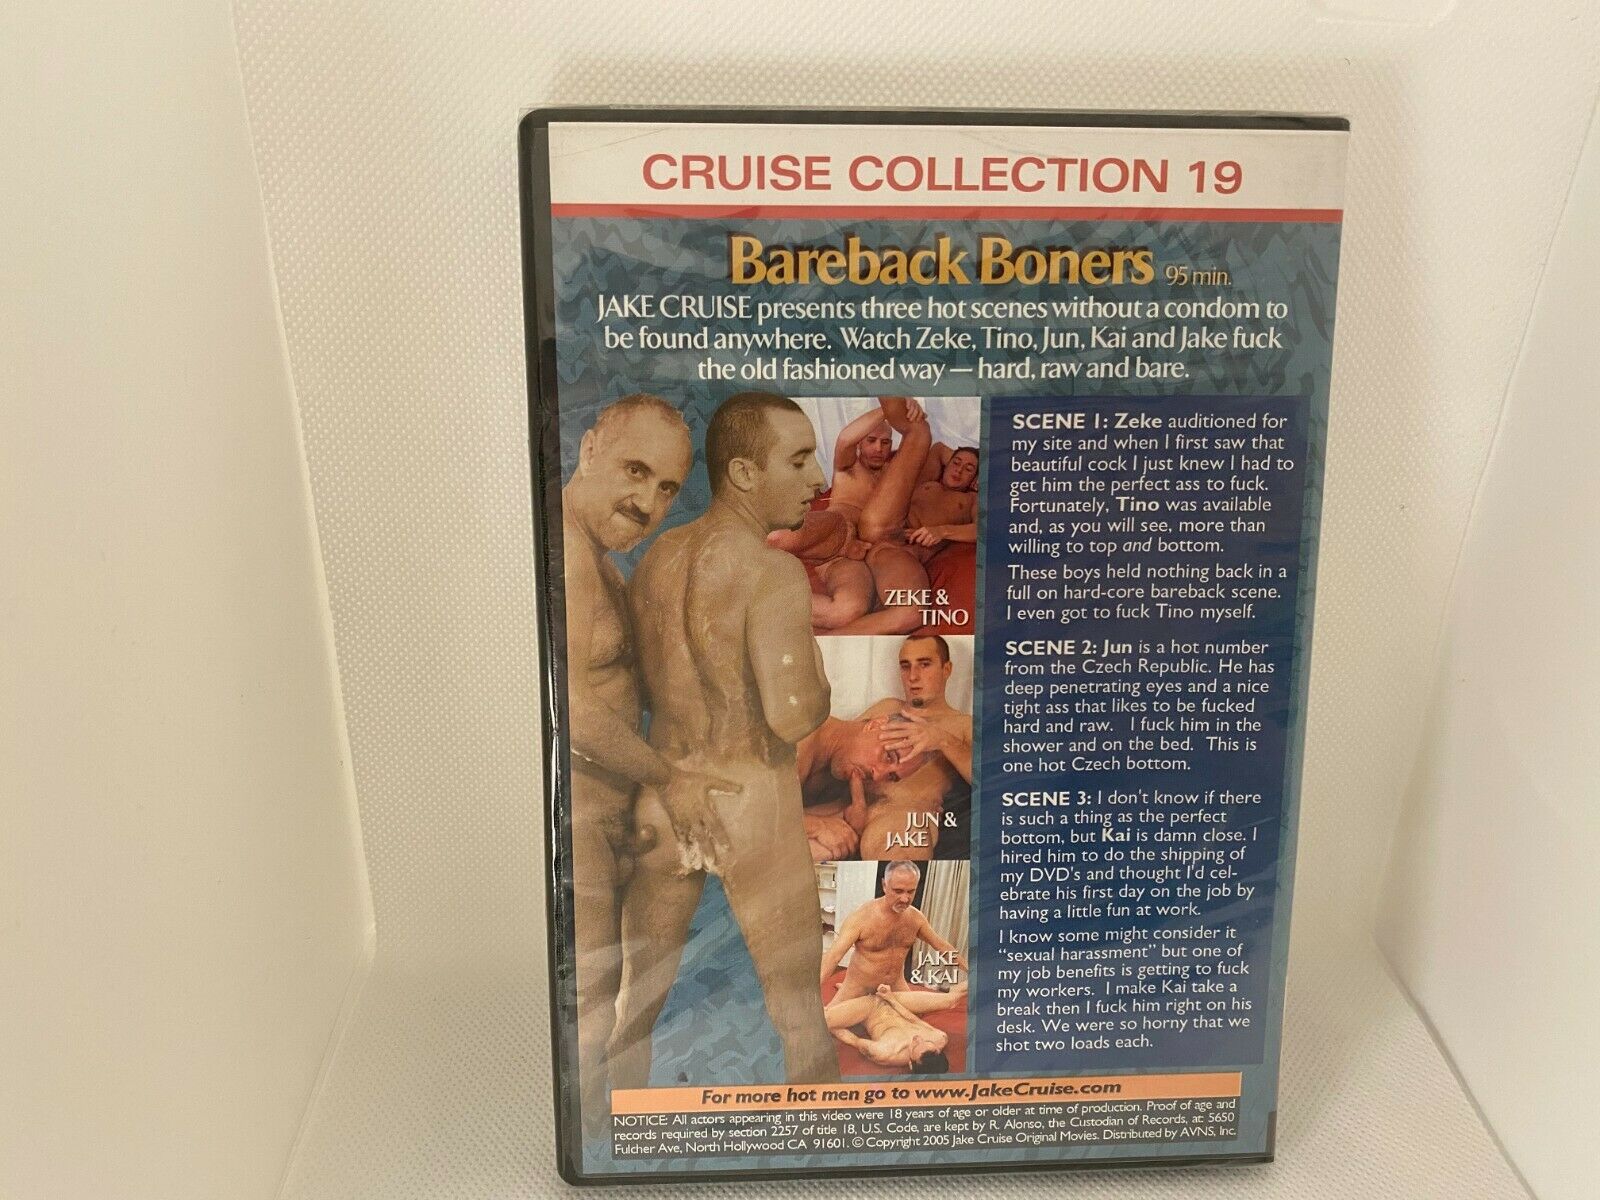 CRUISE COLLECTION 19
Bareback Boners 95 min.
JAKE CRUISE presents three hot scenes without a condom to
be found anywhere. Watch Zeke, Tino, Jun, Kai and Jake fuck
the old fashioned way — hard, raw and bare.
ZEKE &
TINO
JUN &
JAKE
JAKE
& KAI
SCENE 1: Zeke auditioned for
my site and when I first saw that
beautiful cock I just knew I had to
get him the perfect ass to fuck.
Fortunately, Tino was available
and, as you will see, more than
willing to top and bottom.
These boys held nothing back in a
full on hard-core bareback scene.
I even got to fuck Tino myself.
SCENE 2: Jun is a hot number
from the Czech Republic. He has
deep penetrating eyes and a nice
tight ass that likes to be fucked
hard and raw. I fuck him in the
shower and on the bed. This is
one hot Czech bottom.
SCENE 3: I don't know if there
is such a thing as the perfect
bottom, but Kai is damn close. I
hired him to do the shipping of
my DVD's and thought I'd cel-
ebrate his first day on the job by
having a little fun at work.
I know some might consider it
"sexual harassment" but one of
my job benefits is getting to fuck
my workers. I make Kai take a
break then I fuck him right on his
desk. We were so horny that we
shot two loads each.
For more hot men go to www.JakeCruise.com
NOTICE: All actors appearing in this video were 18 years of age or older at time of production. Proof of age and
records required by section 2257 of title 18, U.S. Code, are kept by R. Alonso, the Custodian of Records, at: 5650
Fulcher Ave, North Hollywood CA 91601. © Copyright 2005 Jake Cruise Original Movies. Distributed by AVNS, Inc.